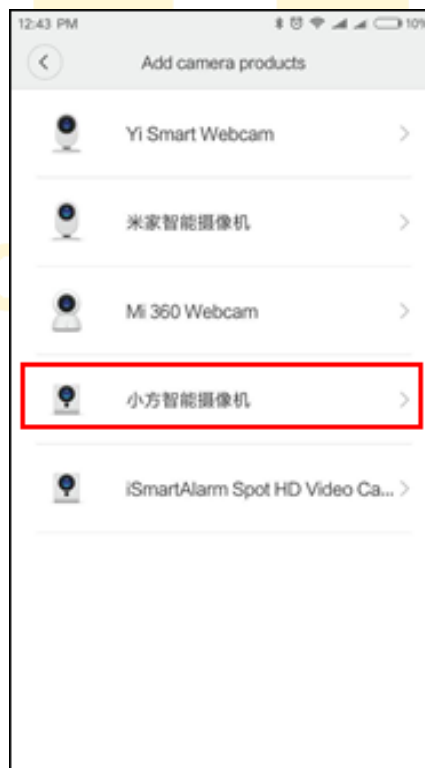 12:43 PM 10%
Add camera products
Yi Smart Webcam
米家智能摄像机
Mi 360 Webcam
小方智能摄像机
iSmartAlarm Spot HD Video Ca...